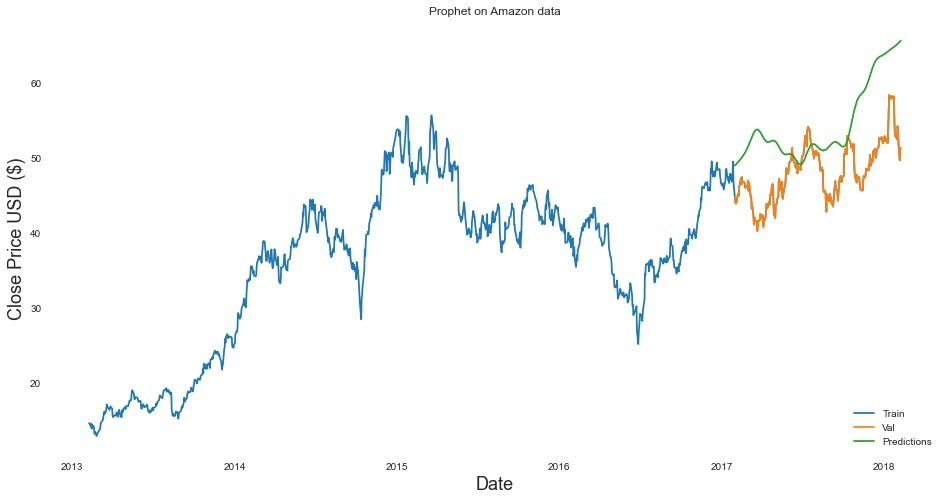 Prophet on Amazon data
Close Price USD ($)
60
50
40
30
20
2013
2014
2015
2016
2017
2018
Date
Train
Val
Predictions